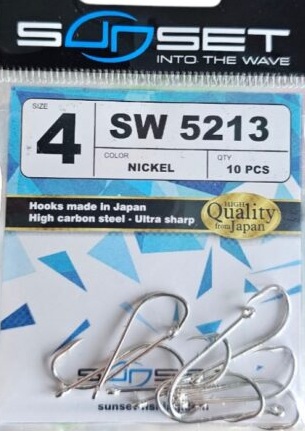 SUNSET
INTO THE WAVE
SIZE
4
SW 5213
COLOR
NICKEL
QTY
10 PCS
Hooks made in Japan
High carbon steel - Ultra sharp
HIGH
Quality
from Japan
SUNSET